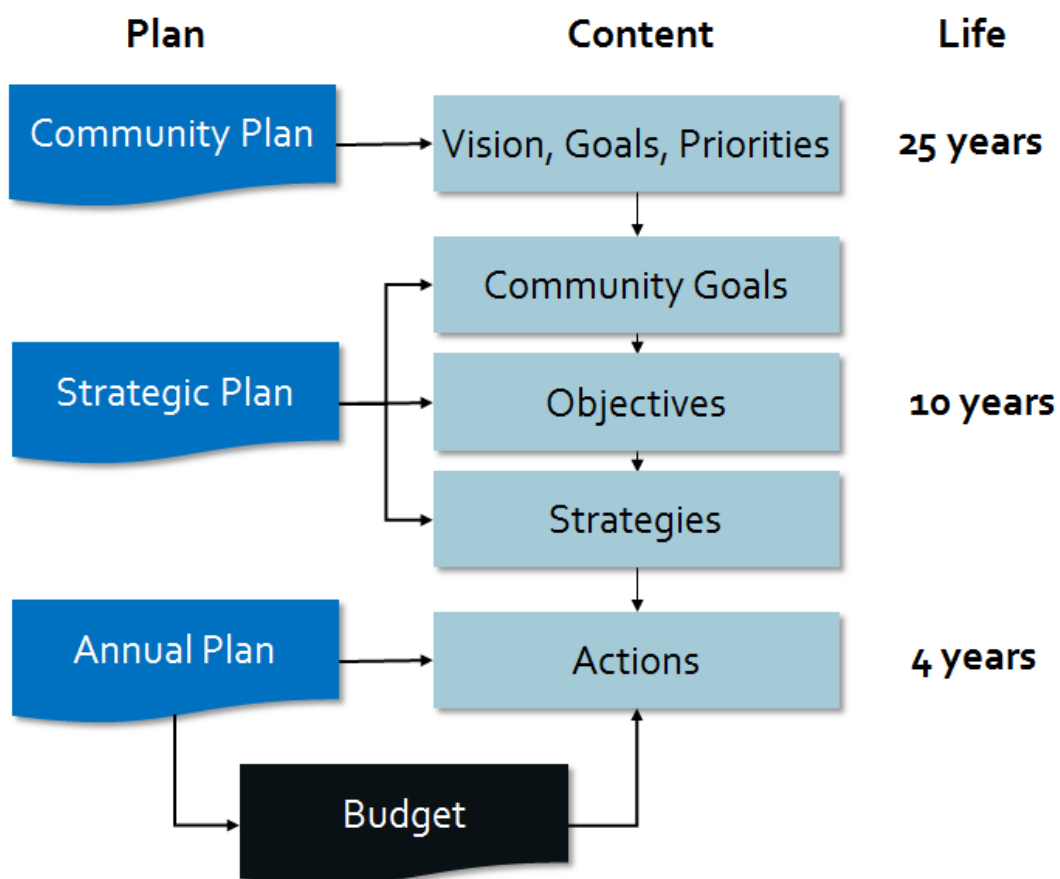 Plan Content Life
Community Plan Vision, Goals, Priorities 25 years
Community Goals
Strategic Plan Objectives 10 years
Strategies
Annual Plan Actions 4 years
Budget